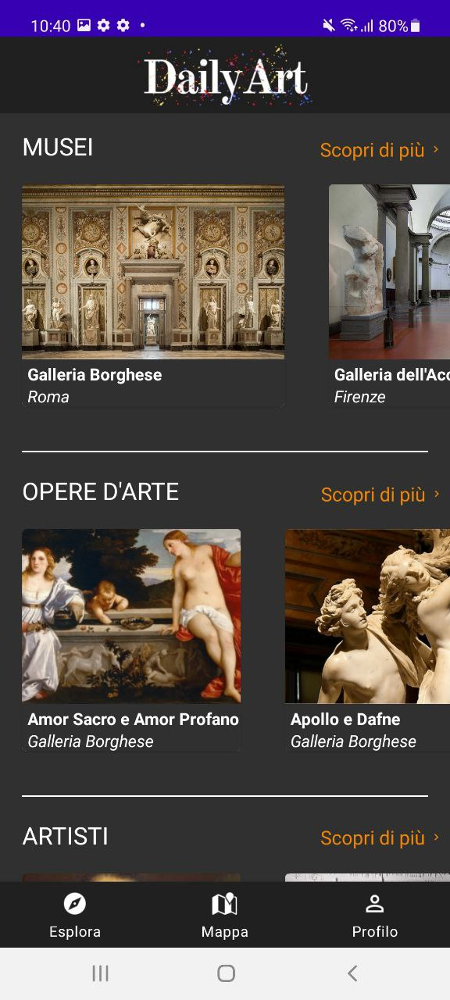 10:40 80%
DailyArt
MUSEI Scopri di più
Galleria Borghese
Roma
Galleria dell'Acc
Firenze
OPERE D'ARTE Scopri di più
Amor Sacro e Amor Profano
Galleria Borghese
Apollo e Dafne
Galleria Borghese
ARTISTI Scopri di più
Esplora Mappa Profilo